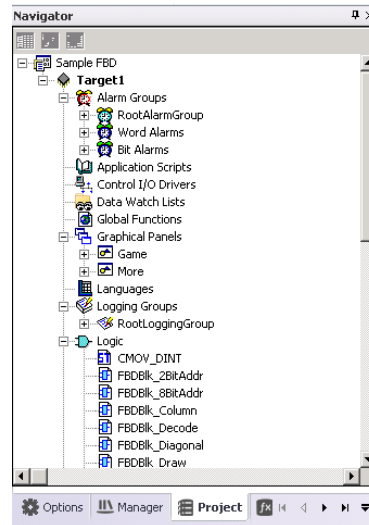 Navigator
Sample FBD
Target1
Alarm Groups
RootAlarmGroup
Word Alarms
Bit Alarms
Application Scripts
Control I/O Drivers
Data Watch Lists
Global Functions
Graphical Panels
Game
More
Languages
Logging Groups
RootLoggingGroup
Logic
CMOV_DINT
FBDBlk_2BitAddr
FBDBlk_8BitAddr
FBDBlk_Column
FBDBlk_Decode
FBDBlk_Diagonal
FBDBlk_Draw
Options Manager Project fx